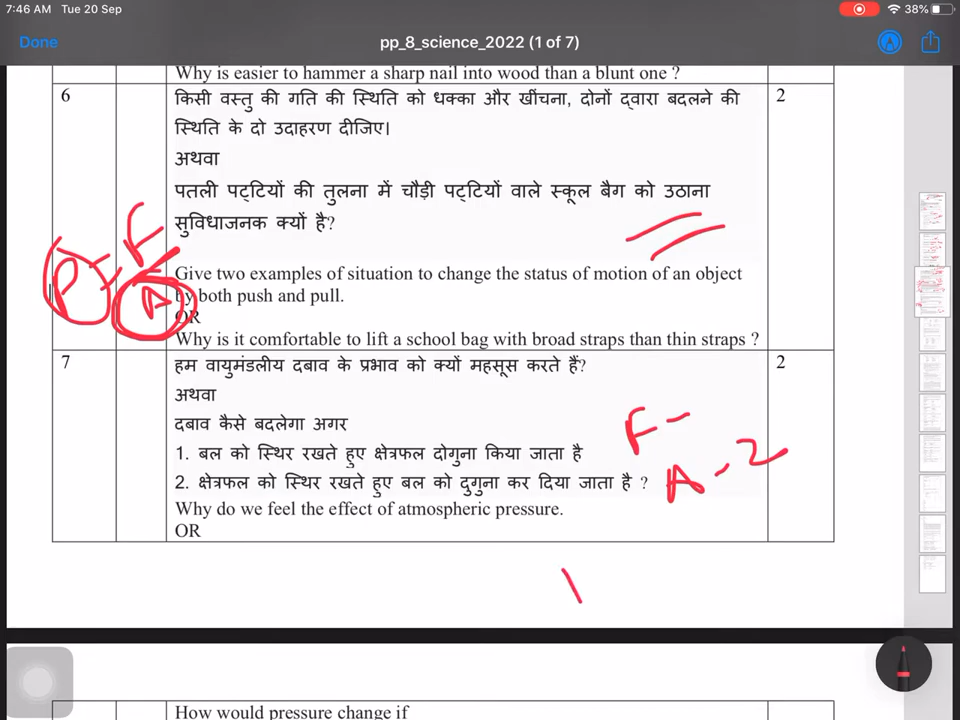 7:46 AM Tue 20 Sep
38%
Done
pp_8_science_2022 (1 of 7)
Why is easier to hammer a sharp nail into wood than a blunt one ?
6
किसी वस्तु की गति की स्थिति को धक्का और खींचना, दोनों द्वारा बदलने की
2
स्थिति के दो उदाहरण दीजिए।
अथवा
पतली पट्टियों की तुलना में चौड़ी पट्टियों वाले स्कूल बैग को उठाना
सुविधाजनक क्यों है?
P = F
A
Give two examples of situation to change the status of motion of an object
by both push and pull.
OR
Why is it comfortable to lift a school bag with broad straps than thin straps ?
7
हम वायुमंडलीय दबाव के प्रभाव को क्यों महसूस करते हैं?
2
अथवा
दबाव कैसे बदलेगा अगर
1. बल को स्थिर रखते हुए क्षेत्रफल दोगुना किया जाता है
F -
2. क्षेत्रफल को स्थिर रखते हुए बल को दुगुना कर दिया जाता है ?
A - 2
Why do we feel the effect of atmospheric pressure.
OR
How would pressure change if